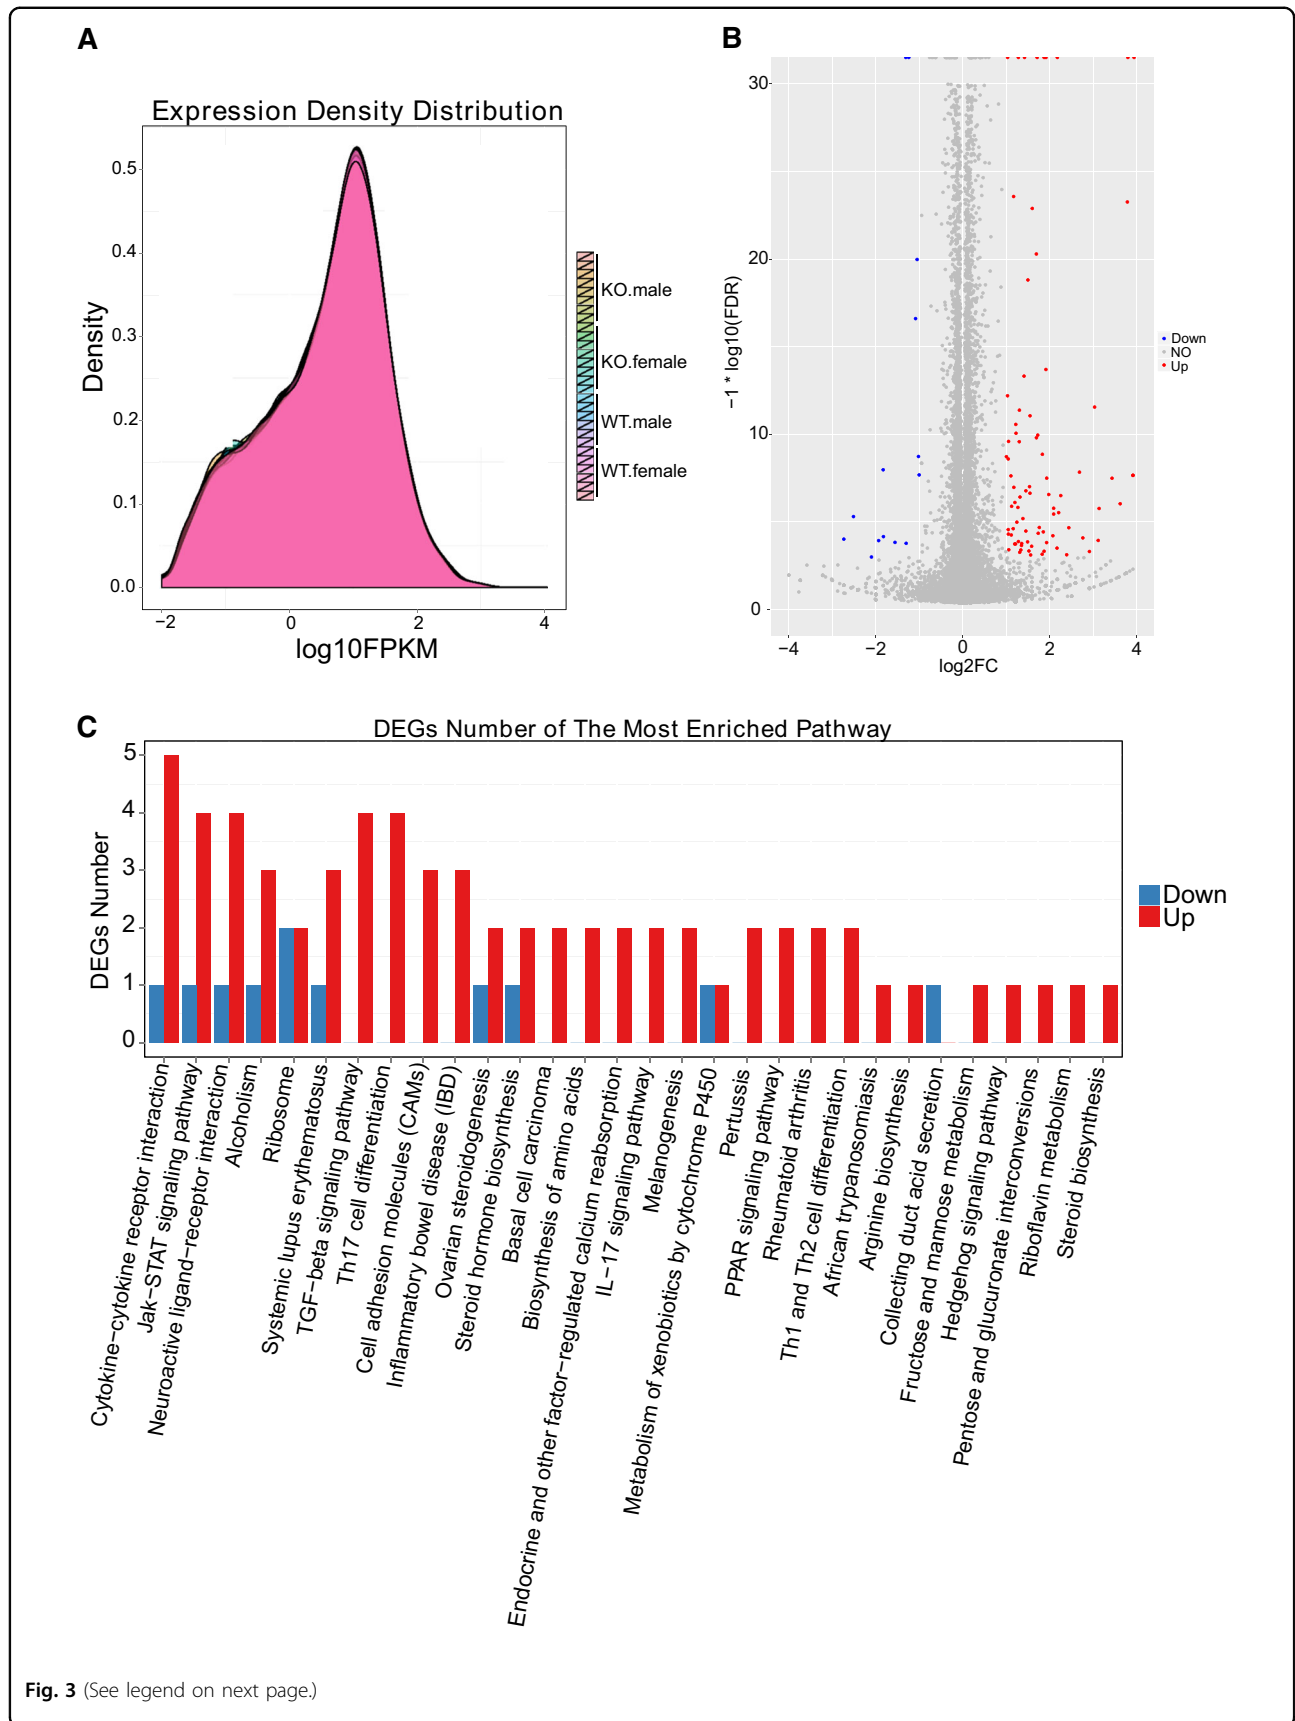 A
Expression Density Distribution
0.5
0.4
0.3
0.2
0.1
0.0
Density
−2
0
2
4
log10FPKM
KO.male
KO.female
WT.male
WT.female
B
30
20
10
0
−1 * log10(FDR)
−4
−2
0
2
4
log2FC
Down
NO
Up
C
DEGs Number of The Most Enriched Pathway
5
4
3
2
1
0
DEGs Number
Down
Up
Cytokine−cytokine receptor interaction
Jak−STAT signaling pathway
Neuroactive ligand−receptor interaction
Alcoholism
Ribosome
Systemic lupus erythematosus
TGF−beta signaling pathway
Th17 cell differentiation
Cell adhesion molecules (CAMs)
Inflammatory bowel disease (IBD)
Ovarian steroidogenesis
Steroid hormone biosynthesis
Basal cell carcinoma
Biosynthesis of amino acids
Endocrine and other factor−regulated calcium reabsorption
IL−17 signaling pathway
Melanogenesis
Metabolism of xenobiotics by cytochrome P450
Pertussis
PPAR signaling pathway
Rheumatoid arthritis
Th1 and Th2 cell differentiation
African trypanosomiasis
Arginine biosynthesis
Collecting duct acid secretion
Fructose and mannose metabolism
Hedgehog signaling pathway
Pentose and glucuronate interconversions
Riboflavin metabolism
Steroid biosynthesis
Fig. 3 (See legend on next page.)